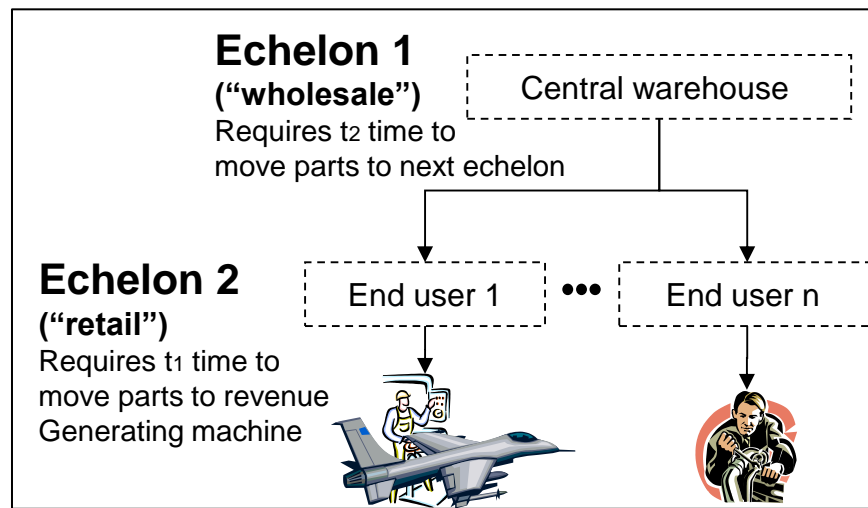 Echelon 1
(“wholesale”)
Requires t2 time to
move parts to next echelon
Central warehouse
Echelon 2
(“retail”)
Requires t1 time to
move parts to revenue
Generating machine
End user 1
•••
End user n